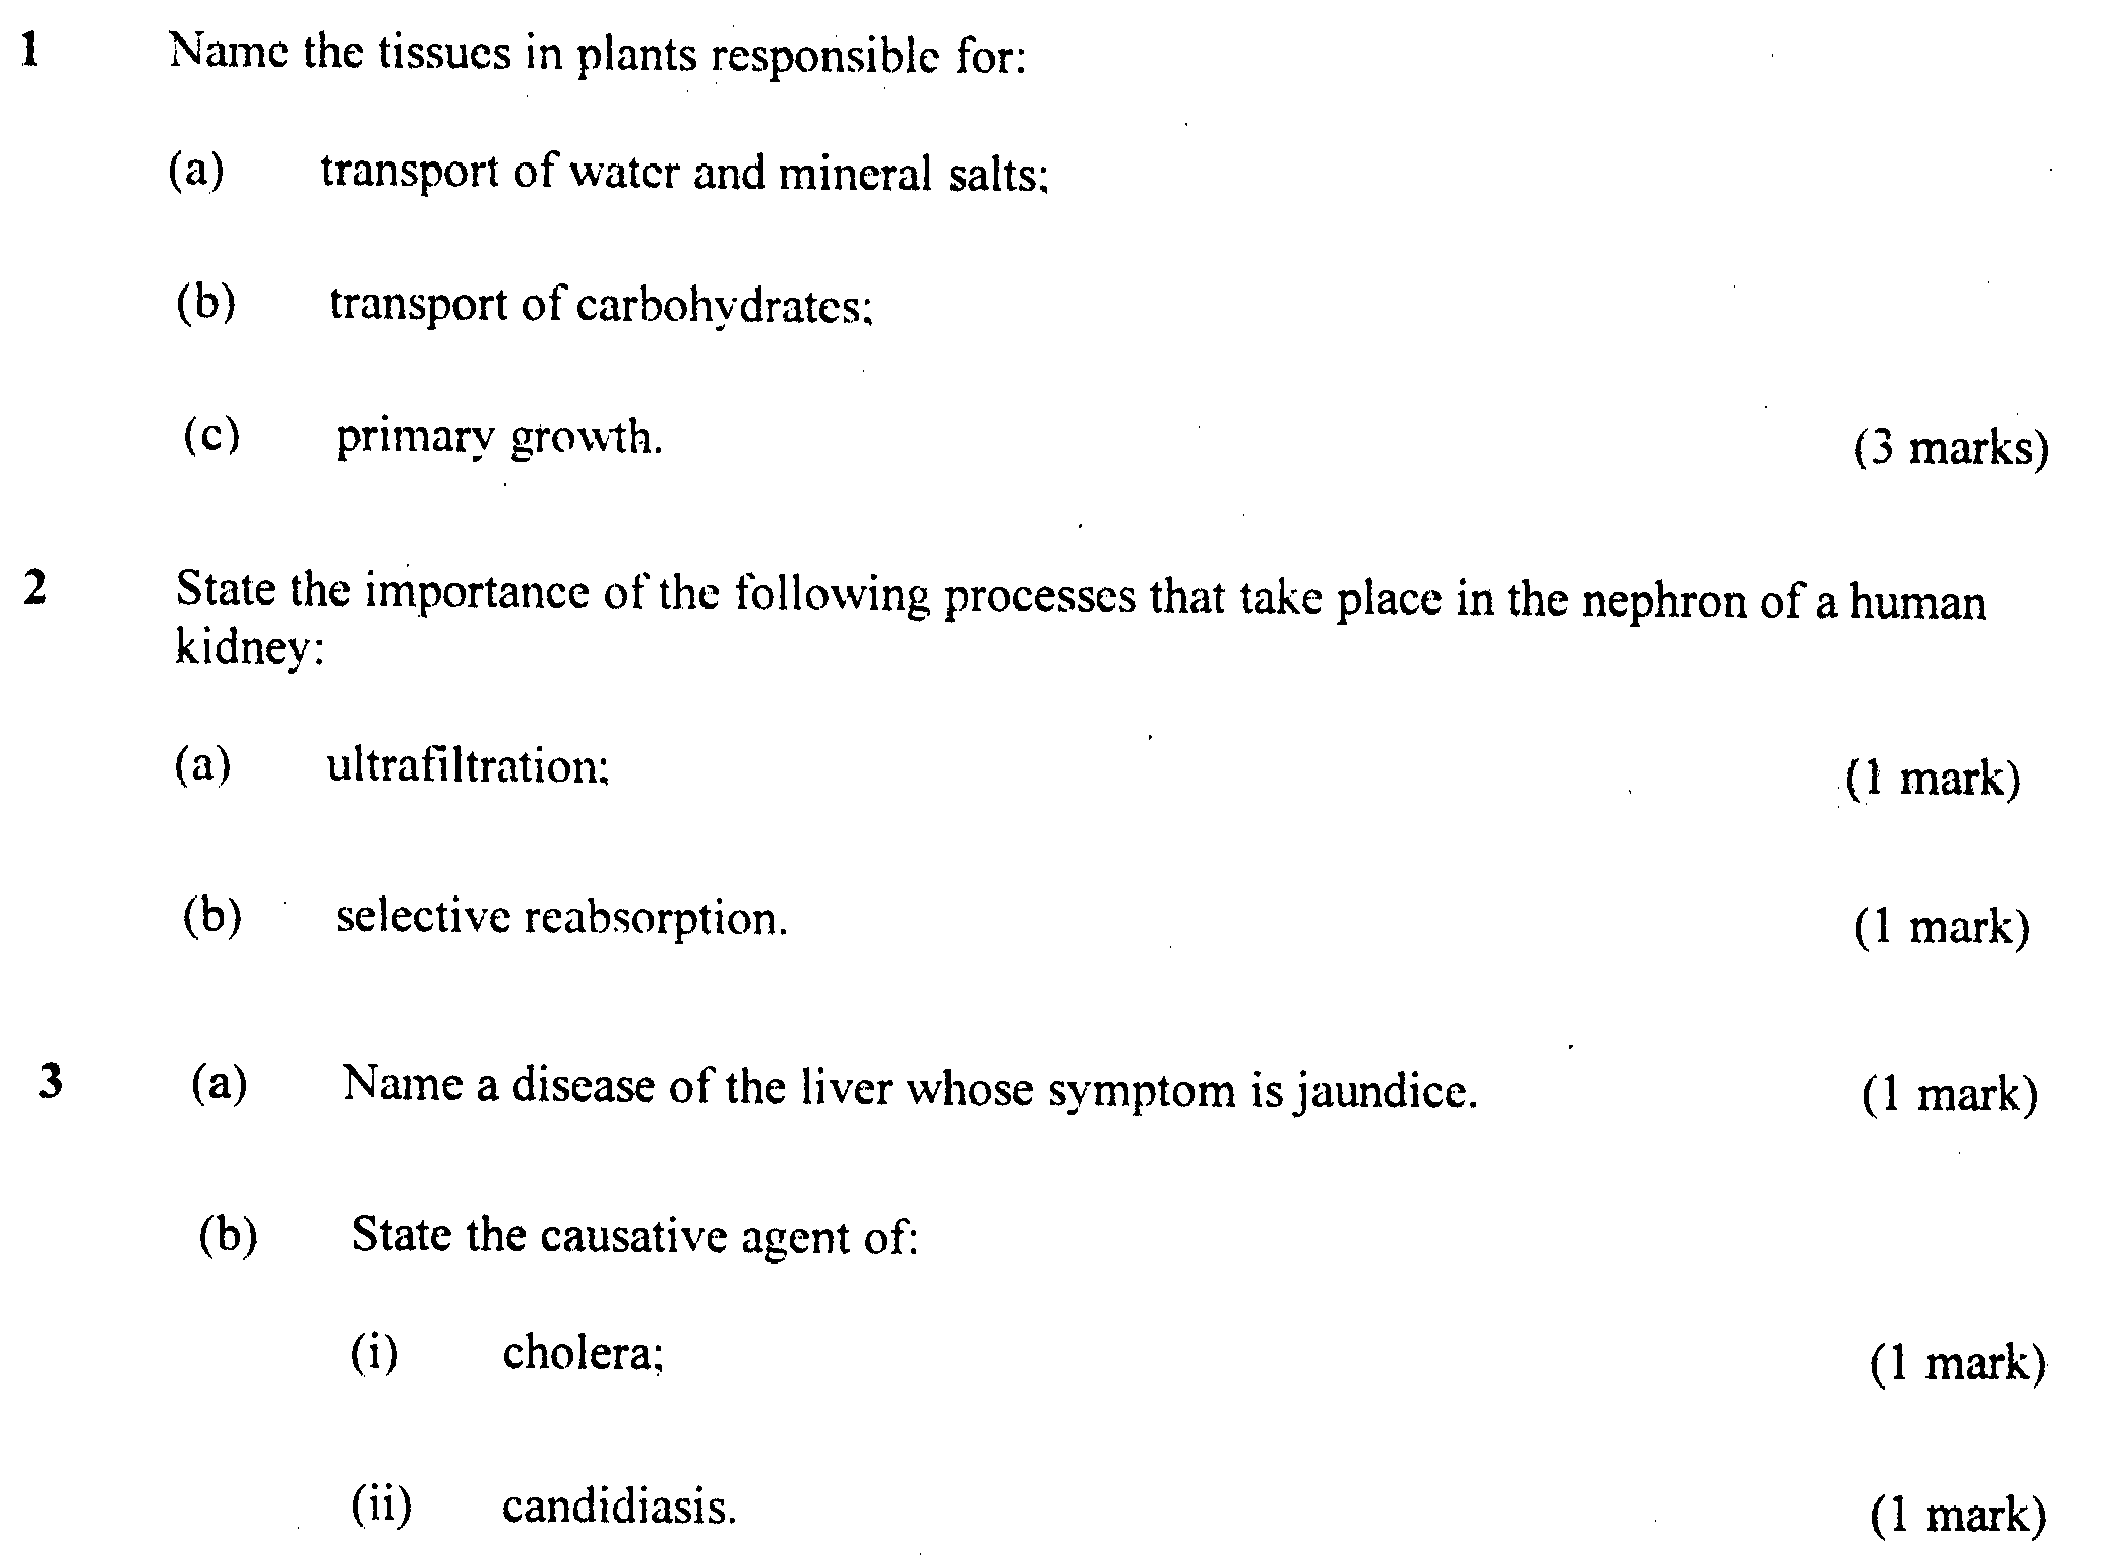 1 Name the tissues in plants responsible for:
(a) transport of water and mineral salts;
(b) transport of carbohydrates;
(c) primary growth. (3 marks)
2 State the importance of the following processes that take place in the nephron of a human
kidney:
(a) ultrafiltration; (1 mark)
(b) selective reabsorption. (1 mark)
3 (a) Name a disease of the liver whose symptom is jaundice. (1 mark)
(b) State the causative agent of:
(i) cholera; (1 mark)
(ii) candidiasis. (1 mark)